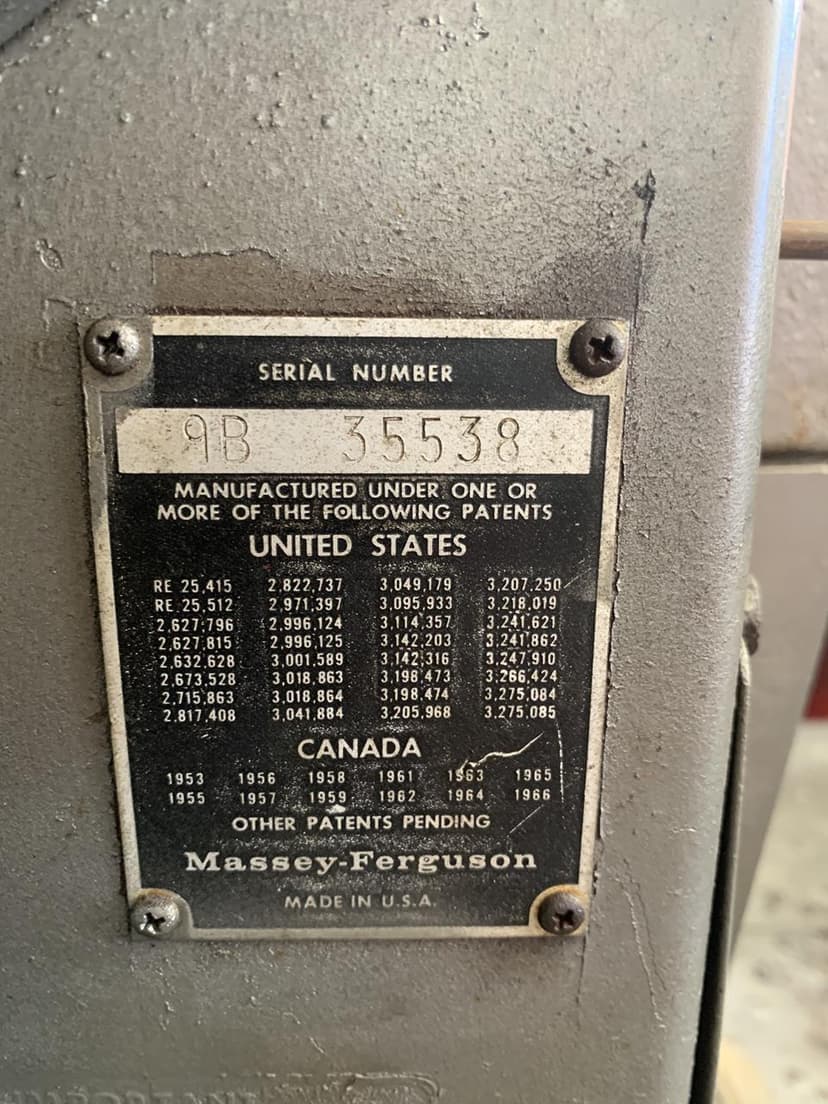 SERIAL NUMBER
9B 35538
MANUFACTURED UNDER ONE OR
MORE OF THE FOLLOWING PATENTS
UNITED STATES
RE 25,415 2,822,737 3,049,179 3,207,250
RE 25,512 2,971,397 3,095,933 3,218,019
2,627,796 2,996,124 3,114,357 3,241,621
2,627,815 2,996,125 3,142,203 3,241,862
2,632,628 3,001,589 3,142,316 3,247,910
2,673,528 3,018,863 3,198,473 3,266,424
2,715,863 3,018,864 3,198,474 3,275,084
2,817,408 3,041,884 3,205,968 3,275,085
CANADA
1953 1956 1958 1961 1963 1965
1955 1957 1959 1962 1964 1966
OTHER PATENTS PENDING
Massey-Ferguson
MADE IN U.S.A.